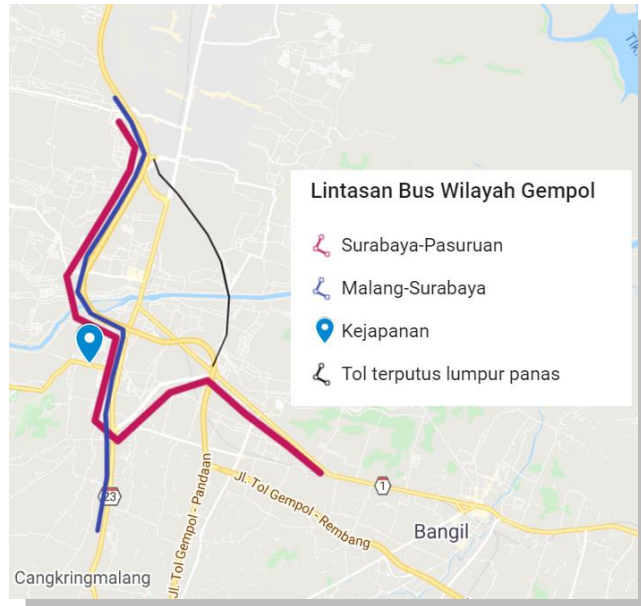 Tlk.
Lintasan Bus Wilayah Gempol
Surabaya-Pasuruan
Malang-Surabaya
Kejapanan
Tol terputus lumpur panas
23
1
Jl. Tol Gempol - Pandaan
Jl. Tol Gempol - Rembang
Bangil
Cangkringmalang